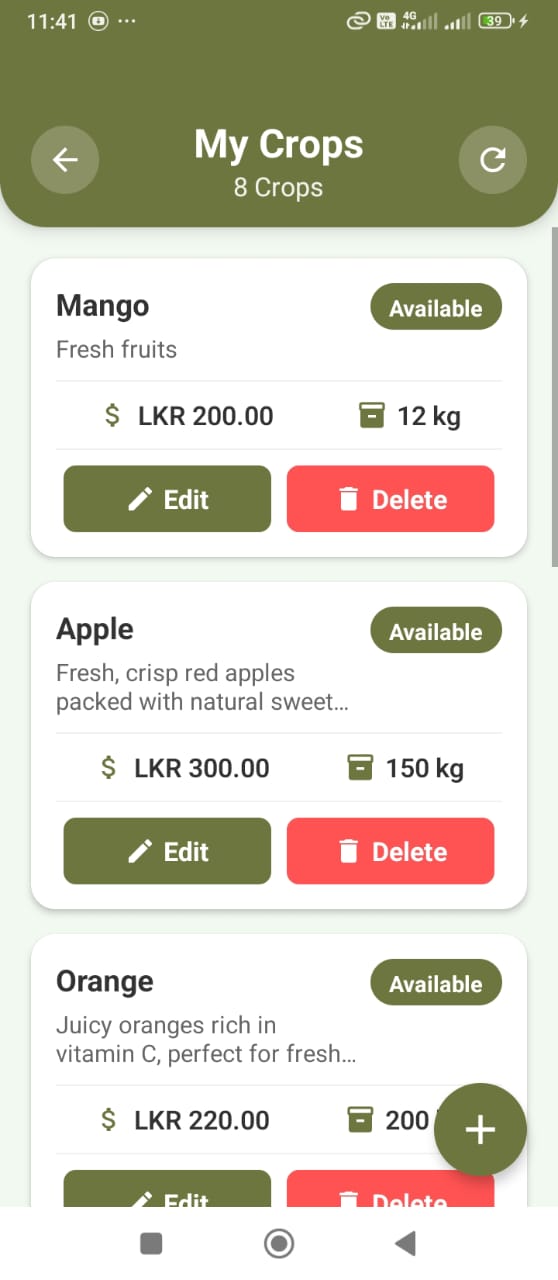 11:41
Vo LTE 4G 39
My Crops
8 Crops
Mango
Available
Fresh fruits
$ LKR 200.00
12 kg
Edit
Delete
Apple
Available
Fresh, crisp red apples
packed with natural sweet...
$ LKR 300.00
150 kg
Edit
Delete
Orange
Available
Juicy oranges rich in
vitamin C, perfect for fresh...
$ LKR 220.00
200
+
Edit
Delete